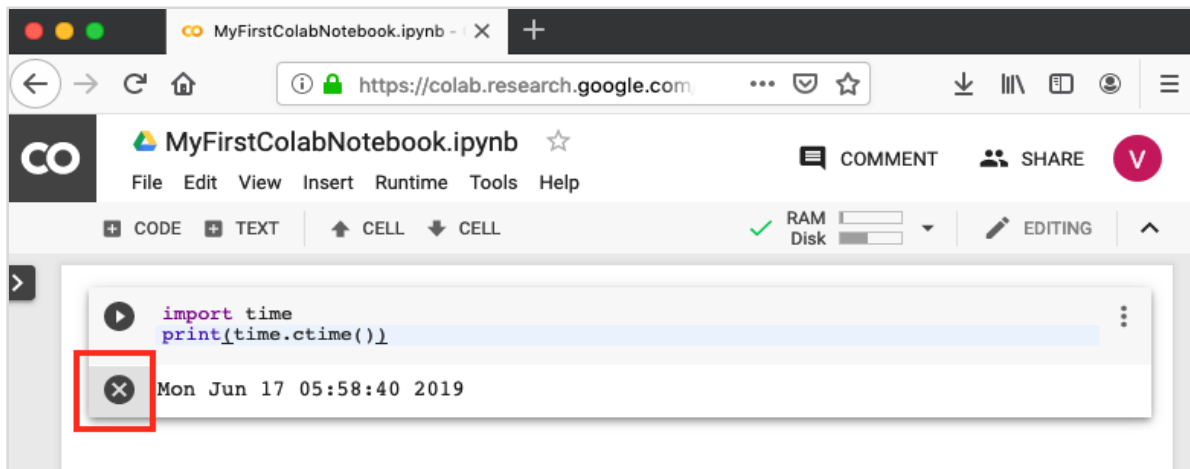 CO MyFirstColabNotebook.ipynb - (
https://colab.research.google.com/
CO
MyFirstColabNotebook.ipynb
COMMENT
SHARE
V
File Edit View Insert Runtime Tools Help
CODE TEXT CELL CELL
RAM
Disk
EDITING
import time
print(time.ctime())
Mon Jun 17 05:58:40 2019